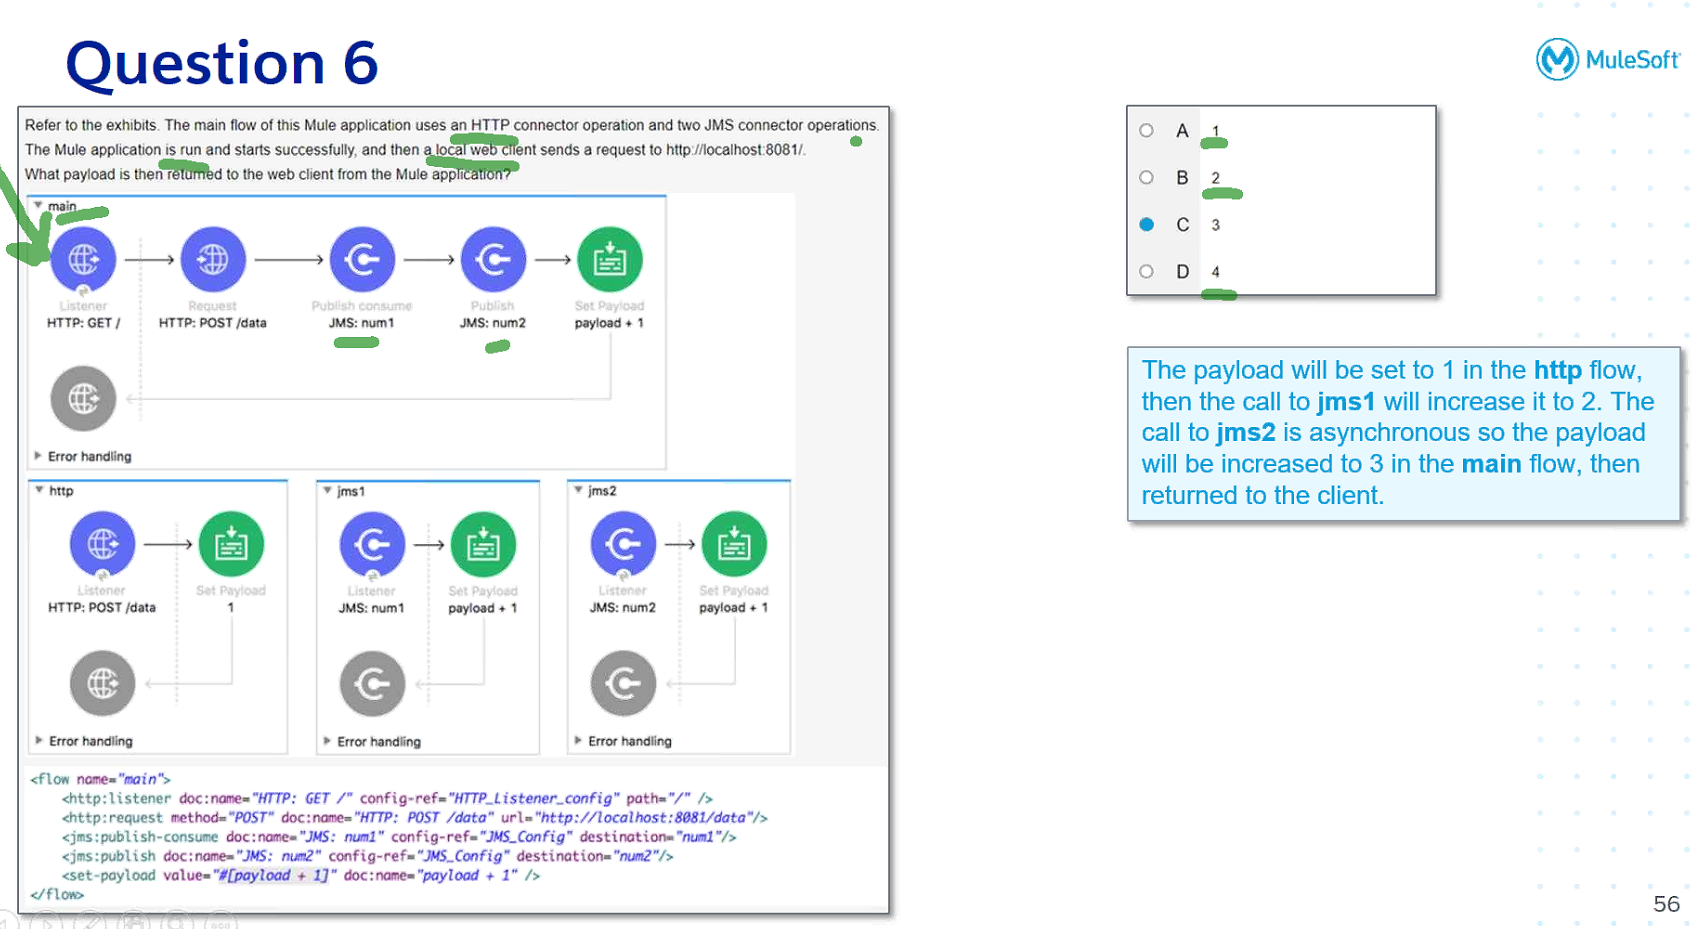 Question 6
MuleSoft
Refer to the exhibits. The main flow of this Mule application uses an HTTP connector operation and two JMS connector operations.
The Mule application is run and starts successfully, and then a local web client sends a request to http://localhost:8081/.
What payload is then returned to the web client from the Mule application?
main
Listener
HTTP: GET /
Request
HTTP: POST /data
Publish consume
JMS: num1
Publish
JMS: num2
Set Payload
payload + 1
Error handling
http
Listener
HTTP: POST /data
Set Payload
1
Error handling
jms1
Listener
JMS: num1
Set Payload
payload + 1
Error handling
jms2
Listener
JMS: num2
Set Payload
payload + 1
Error handling
<flow name="main">
<http:listener doc:name="HTTP: GET /" config-ref="HTTP_Listener_config" path="/" />
<http:request method="POST" doc:name="HTTP: POST /data" url="http://localhost:8081/data"/>
<jms:publish-consume doc:name="JMS: num1" config-ref="JMS_Config" destination="num1"/>
<jms:publish doc:name="JMS: num2" config-ref="JMS_Config" destination="num2"/>
<set-payload value="#[payload + 1]" doc:name="payload + 1" />
</flow>
A 1
B 2
C 3
D 4
The payload will be set to 1 in the http flow,
then the call to jms1 will increase it to 2. The
call to jms2 is asynchronous so the payload
will be increased to 3 in the main flow, then
returned to the client.
56